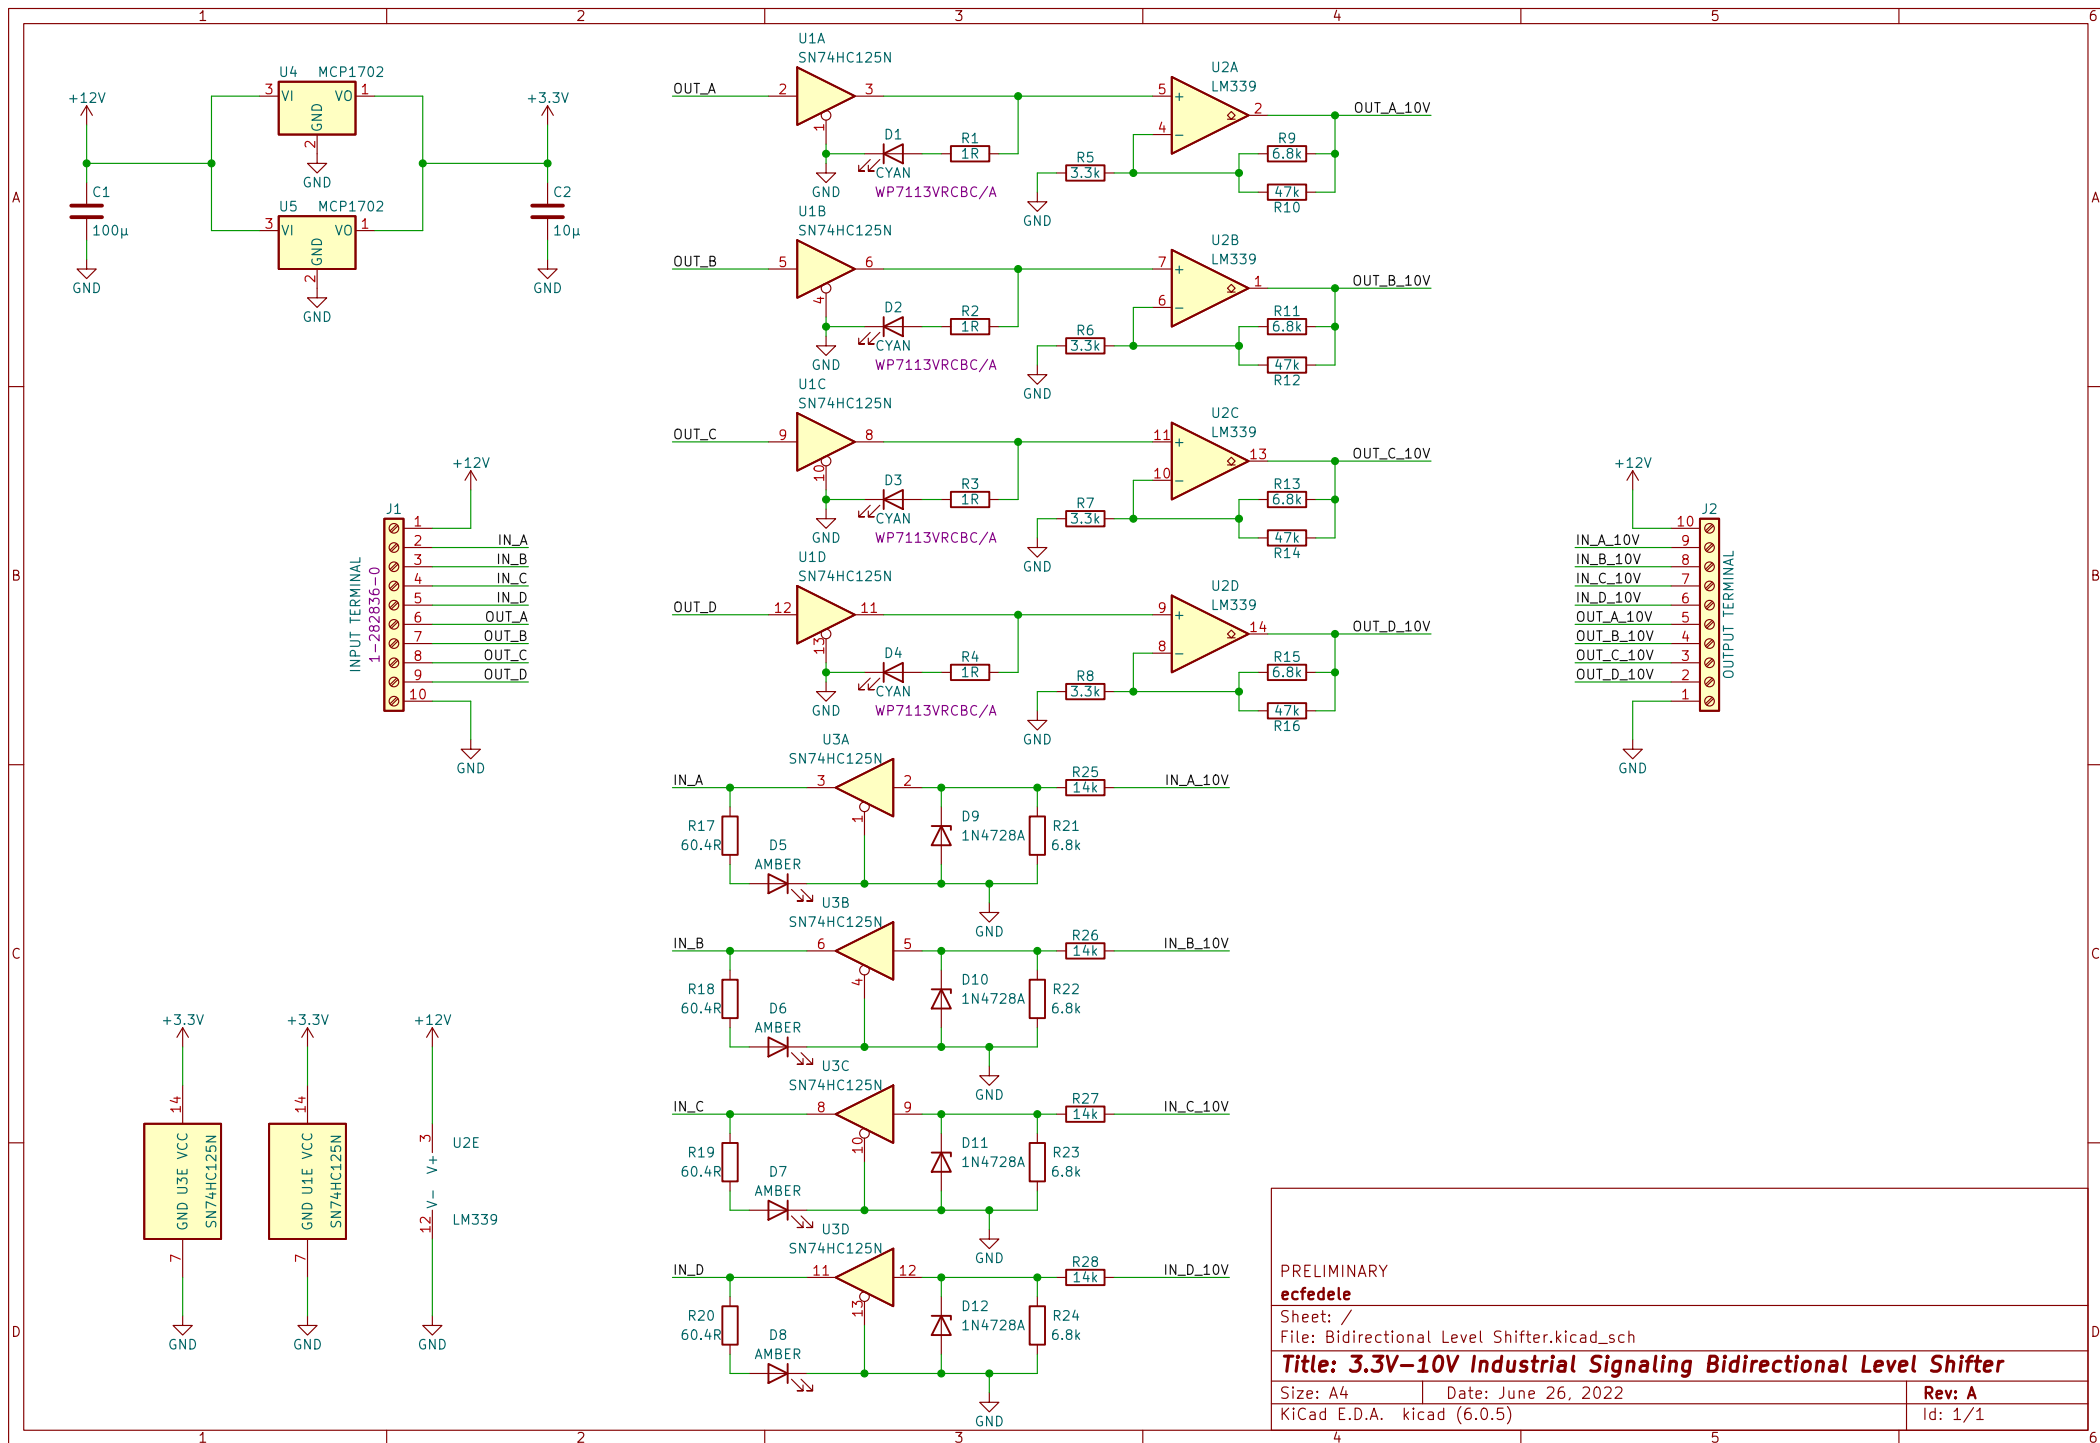 1 2 3 4 5 6
A
B
C
D
A
B
C
D
1 2 3 4 5 6
+12V
C1
100µ
GND
U4 MCP1702
3 VI VO 1
GND
2
GND
U5 MCP1702
3 VI VO 1
GND
2
GND
+3.3V
C2
10µ
GND
+12V
J1
INPUT TERMINAL
1-282836-0
1
2 IN_A
3 IN_B
4 IN_C
5 IN_D
6 OUT_A
7 OUT_B
8 OUT_C
9 OUT_D
10
GND
+3.3V
14
GND U3E VCC
SN74HC125N
7
GND
+3.3V
14
GND U1E VCC
SN74HC125N
7
GND
+12V
3
V+
U2E
V-
12
LM339
GND
U1A
SN74HC125N
OUT_A 2 3
1
GND
D1
CYAN
WP7113VRCBC/A
R1
1R
R5
3.3k
GND
U2A
LM339
5 +
4 -
2
OUT_A_10V
R9
6.8k
47k
R10
U1B
SN74HC125N
OUT_B 5 6
4
GND
D2
CYAN
WP7113VRCBC/A
R2
1R
R6
3.3k
GND
U2B
LM339
7 +
6 -
1
OUT_B_10V
R11
6.8k
47k
R12
U1C
SN74HC125N
OUT_C 9 8
10
GND
D3
CYAN
WP7113VRCBC/A
R3
1R
R7
3.3k
GND
U2C
LM339
11 +
10 -
13
OUT_C_10V
R13
6.8k
47k
R14
U1D
SN74HC125N
OUT_D 12 11
13
GND
D4
CYAN
WP7113VRCBC/A
R4
1R
R8
3.3k
GND
U2D
LM339
9 +
8 -
14
OUT_D_10V
R15
6.8k
47k
R16
U3A
SN74HC125N
IN_A 3 2
1
R17
60.4R
D5
AMBER
D9
1N4728A
R21
6.8k
R25
14k
IN_A_10V
GND
U3B
SN74HC125N
IN_B 6 5
4
R18
60.4R
D6
AMBER
D10
1N4728A
R22
6.8k
R26
14k
IN_B_10V
GND
U3C
SN74HC125N
IN_C 8 9
10
R19
60.4R
D7
AMBER
D11
1N4728A
R23
6.8k
R27
14k
IN_C_10V
GND
U3D
SN74HC125N
IN_D 11 12
13
R20
60.4R
D8
AMBER
D12
1N4728A
R24
6.8k
R28
14k
IN_D_10V
GND
+12V
J2
OUTPUT TERMINAL
10
IN_A_10V 9
IN_B_10V 8
IN_C_10V 7
IN_D_10V 6
OUT_A_10V 5
OUT_B_10V 4
OUT_C_10V 3
OUT_D_10V 2
1
GND
PRELIMINARY
ecfedele
Sheet: /
File: Bidirectional Level Shifter.kicad_sch
Title: 3.3V-10V Industrial Signaling Bidirectional Level Shifter
Size: A4 Date: June 26, 2022 Rev: A
KiCad E.D.A. kicad (6.0.5) Id: 1/1